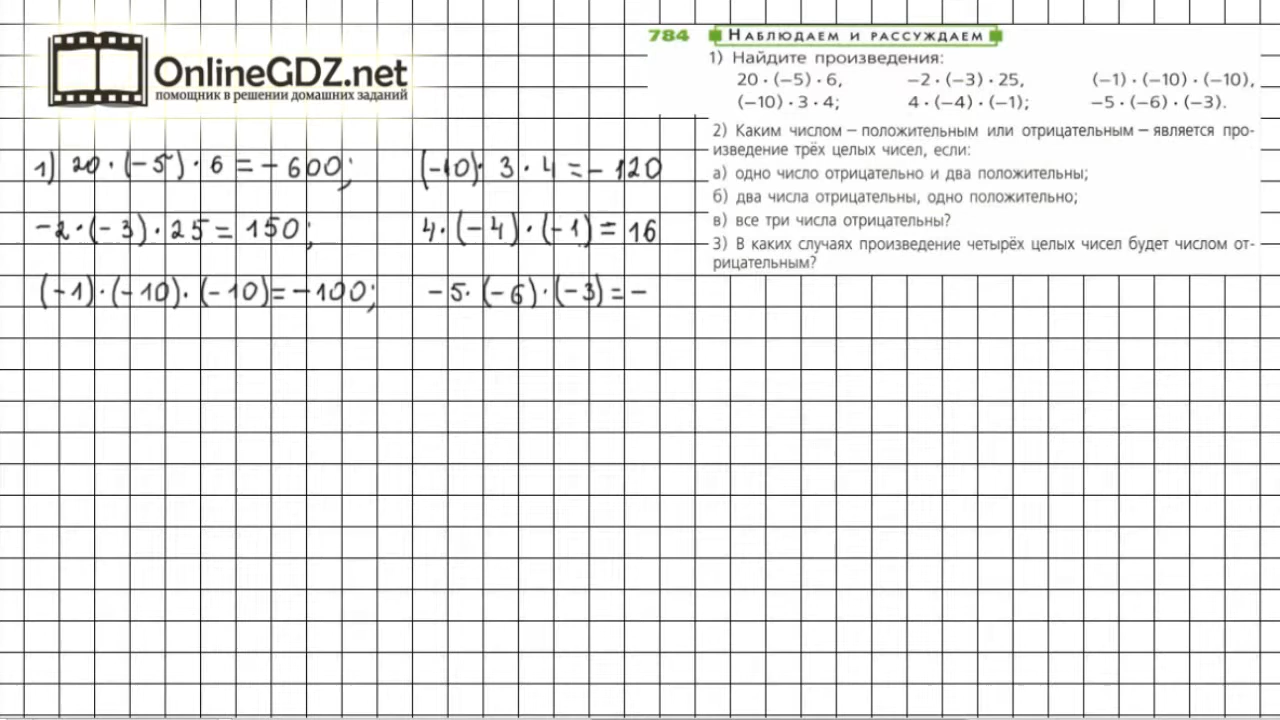 OnlineGDZ.net
помощник в решении домашних заданий
784 НАБЛЮДАЕМ И РАССУЖДАЕМ
1) Найдите произведения:
20 · (−5) · 6, −2 · (−3) · 25, (−1) · (−10) · (−10),
(−10) · 3 · 4; 4 · (−4) · (−1); −5 · (−6) · (−3).
2) Каким числом – положительным или отрицательным – является про-
изведение трёх целых чисел, если:
а) одно число отрицательно и два положительны;
б) два числа отрицательны, одно положительно;
в) все три числа отрицательны?
3) В каких случаях произведение четырёх целых чисел будет числом от-
рицательным?
1) 20 · (−5) · 6 = −600; (−10) · 3 · 4 = −120
−2 · (−3) · 25 = 150; 4 · (−4) · (−1) = 16
(−1) · (−10) · (−10) = −100; −5 · (−6) · (−3) = −